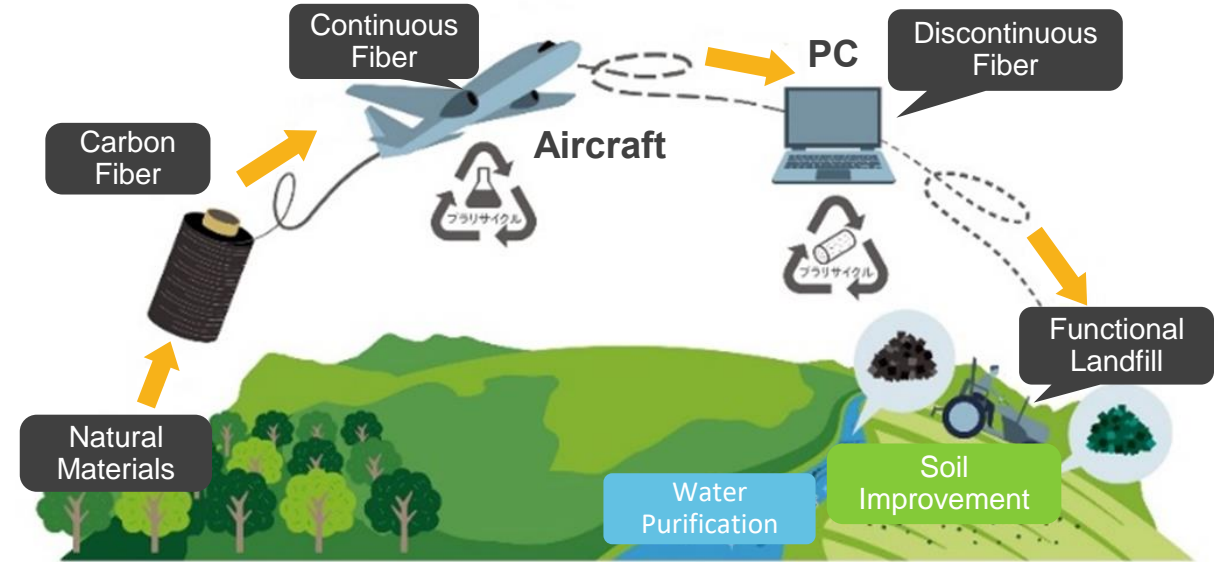 Continuous
Fiber
PC
Discontinuous
Fiber
Carbon
Fiber
Aircraft
プラリサイクル
プラリサイクル
Functional
Landfill
Natural
Materials
Soil
Improvement
Water
Purification